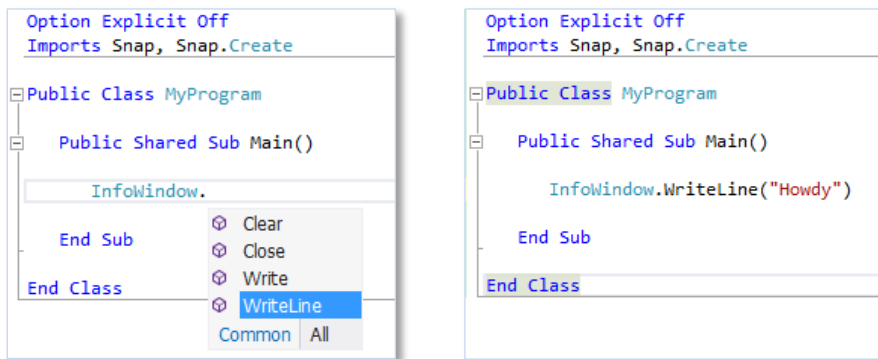 Option Explicit Off
Imports Snap, Snap.Create
Public Class MyProgram
Public Shared Sub Main()
InfoWindow.
Clear
Close
Write
WriteLine
Common All
End Sub
End Class
Option Explicit Off
Imports Snap, Snap.Create
Public Class MyProgram
Public Shared Sub Main()
InfoWindow.WriteLine("Howdy")
End Sub
End Class